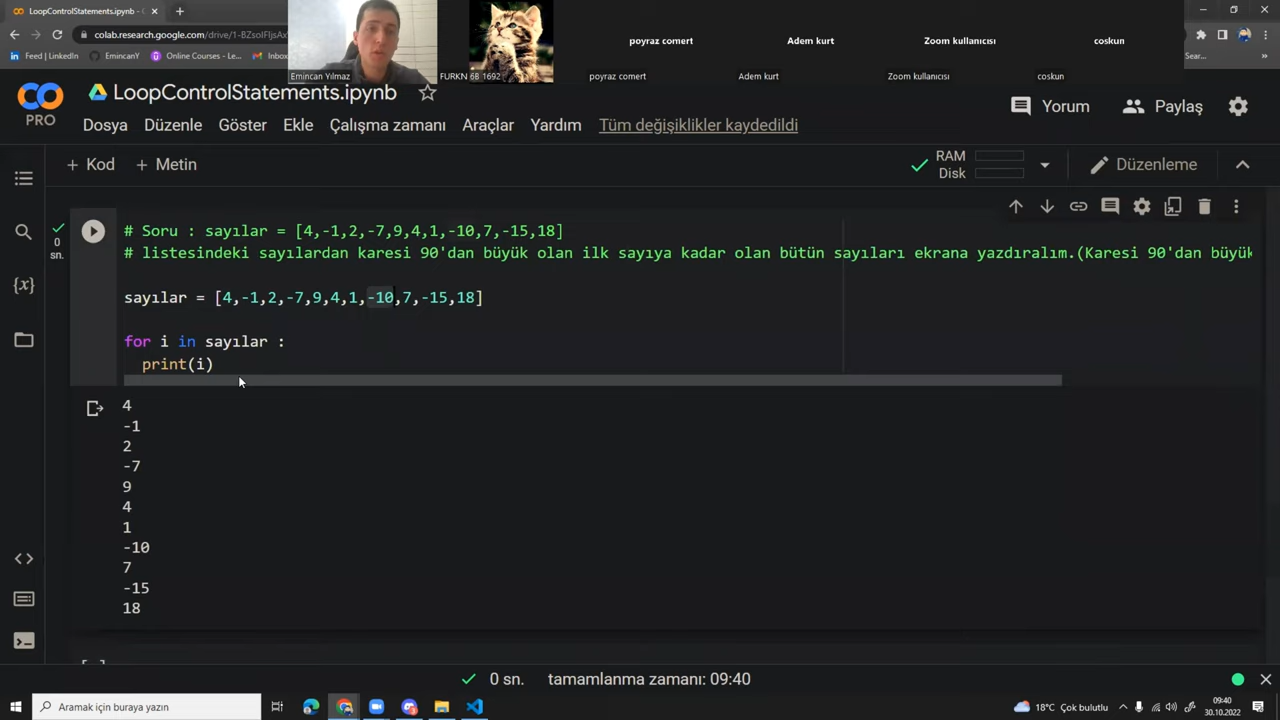 LoopControlStatements.ipynb
colab.research.google.com/drive/1-BZsoIFIjsAx
Feed | LinkedIn
EmincanY
Online Courses - Le
Inbox
Sear...
Emincan Yılmaz
FURKN 6B 1692
poyraz comert
poyraz comert
Adem kurt
Adem kurt
Zoom kullanıcısı
Zoom kullanıcısı
coskun
coskun
PRO
LoopControlStatements.ipynb
Dosya Düzenle Göster Ekle Çalışma zamanı Araçlar Yardım Tüm değişiklikler kaydedildi
Yorum
Paylaş
+ Kod + Metin
RAM
Disk
Düzenleme
0
sn.
# Soru : sayılar = [4,-1,2,-7,9,4,1,-10,7,-15,18]
# listesindeki sayılardan karesi 90'dan büyük olan ilk sayıya kadar olan bütün sayıları ekrana yazdıralım.(Karesi 90'dan büyük
sayılar = [4,-1,2,-7,9,4,1,-10,7,-15,18]
for i in sayılar :
print(i)
4
-1
2
-7
9
4
1
-10
7
-15
18
0 sn. tamamlanma zamanı: 09:40
Aramak için buraya yazın
18°C Çok bulutlu
09:40
30.10.2022